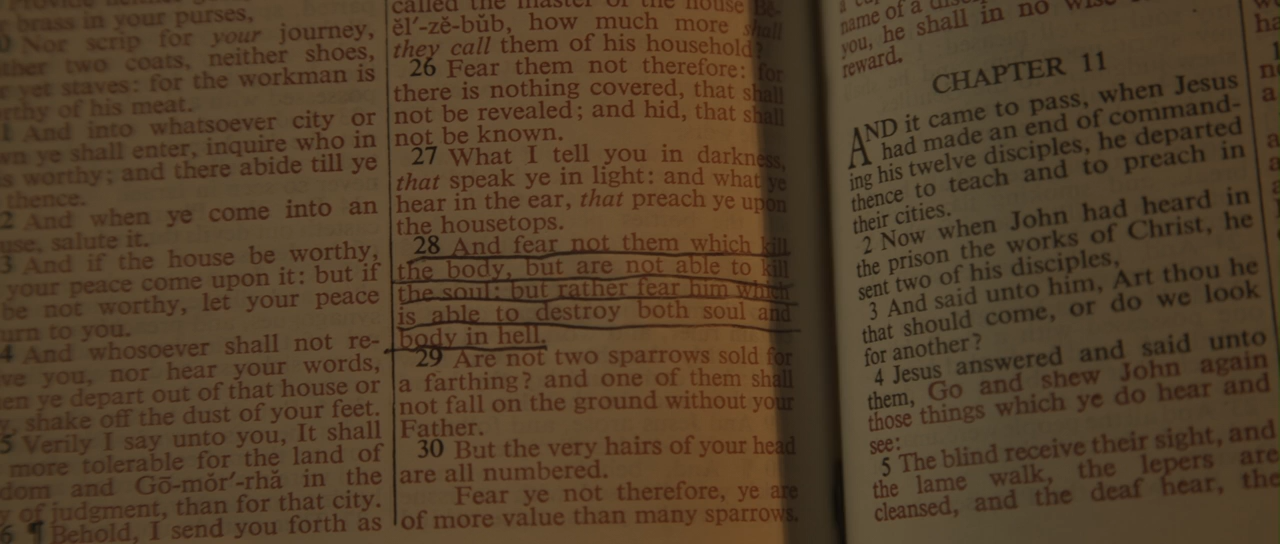 brass in your purses,
Nor scrip for your journey,
two coats, neither shoes,
yet staves: for the workman is
of his meat.
And into whatsoever city or
ye shall enter, inquire who in
worthy; and there abide till ye
thence.
2 And when ye come into an
salute it.
3 And if the house be worthy,
your peace come upon it: but if
be not worthy, let your peace
to you.
4 And whosoever shall not re-
you, nor hear your words,
ye depart out of that house or
shake off the dust of your feet.
5 Verily I say unto you, It shall
more tolerable for the land of
and Gō-mŏr′-rhă in the
of judgment, than for that city.
6 ¶ Behold, I send you forth as
called the master of the house
ĕl′-zĕ-bŭb, how much more shall
they call them of his household?
26 Fear them not therefore: for
there is nothing covered, that shall
not be revealed; and hid, that shall
not be known.
27 What I tell you in darkness,
that speak ye in light: and what ye
hear in the ear, that preach ye upon
the housetops.
28 And fear not them which kill
the body, but are not able to kill
the soul: but rather fear him which
is able to destroy both soul and
body in hell.
29 Are not two sparrows sold for
a farthing? and one of them shall
not fall on the ground without your
Father.
30 But the very hairs of your head
are all numbered.
Fear ye not therefore, ye are
of more value than many sparrows.
name of a
you, he shall in no wise
reward.
CHAPTER 11
AND it came to pass, when Jesus
had made an end of command-
ing his twelve disciples, he departed
thence to teach and to preach in
their cities.
2 Now when John had heard in
the prison the works of Christ, he
sent two of his disciples,
3 And said unto him, Art thou he
that should come, or do we look
for another?
4 Jesus answered and said unto
them, Go and shew John again
those things which ye do hear and
see:
5 The blind receive their sight, and
the lame walk, the lepers are
cleansed, and the deaf hear, the